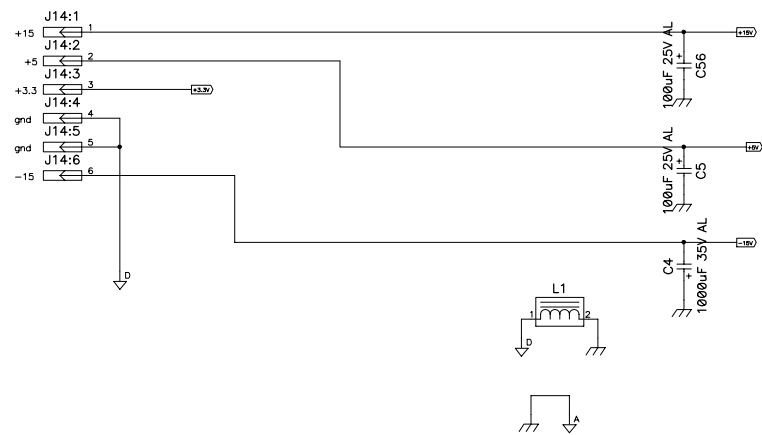 J14:1
+15
1
+15V
J14:2
+5
2
J14:3
+3.3
3
+3.3V
J14:4
gnd
4
J14:5
gnd
5
J14:6
-15
6
100uF 25V AL
+
C56
100uF 25V AL
+
C5
+5V
-15V
C4
+
1000uF 35V AL
D
L1
1
2
D
A